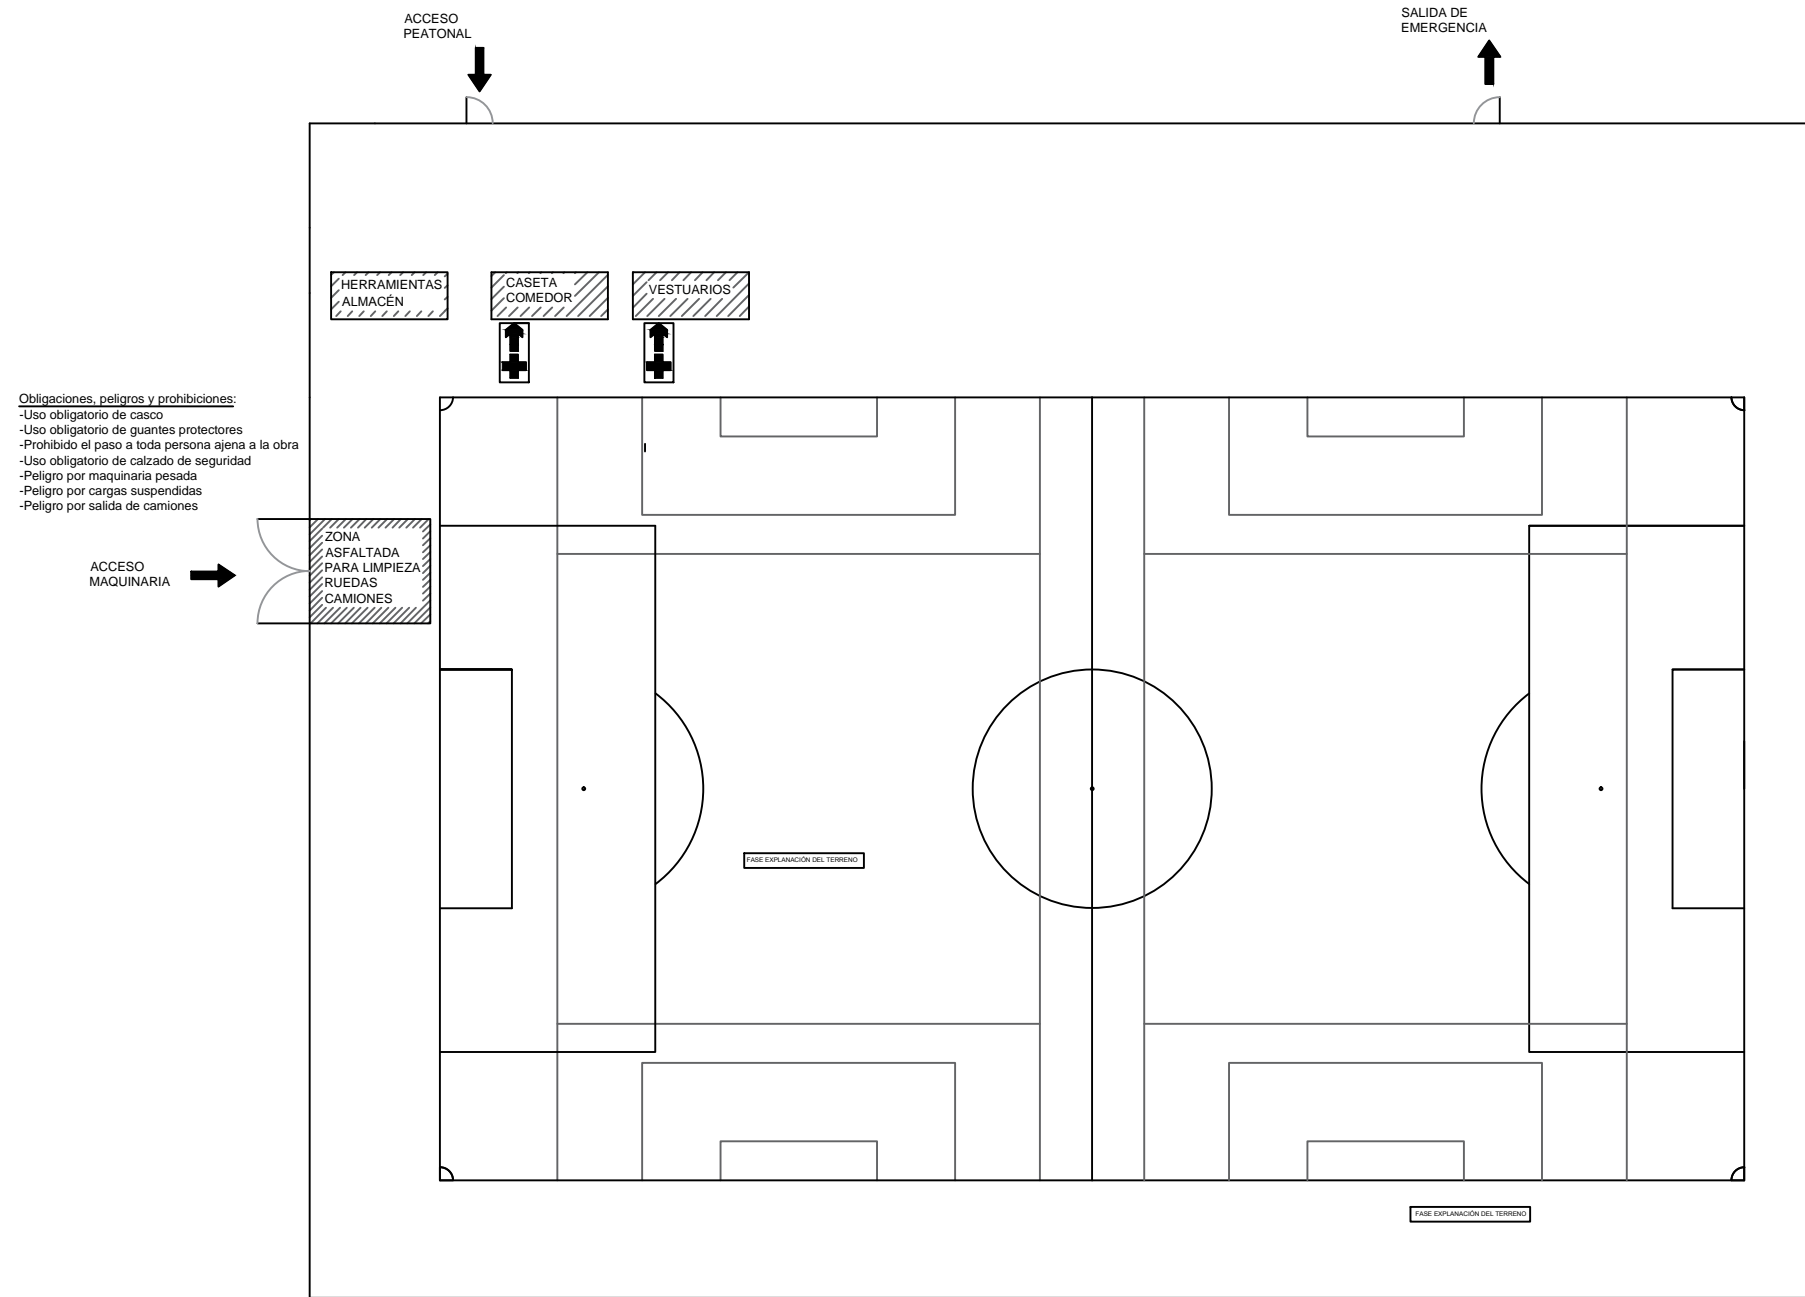 ACCESO
PEATONAL
SALIDA DE
EMERGENCIA
HERRAMIENTAS
ALMACÉN
CASETA
COMEDOR
VESTUARIOS
Obligaciones, peligros y prohibiciones:
-Uso obligatorio de casco
-Uso obligatorio de guantes protectores
-Prohibido el paso a toda persona ajena a la obra
-Uso obligatorio de calzado de seguridad
-Peligro por maquinaria pesada
-Peligro por cargas suspendidas
-Peligro por salida de camiones
ACCESO
MAQUINARIA
ZONA
ASFALTADA
PARA LIMPIEZA
RUEDAS
CAMIONES
FASE EXPLANACIÓN DEL TERRENO
FASE EXPLANACIÓN DEL TERRENO